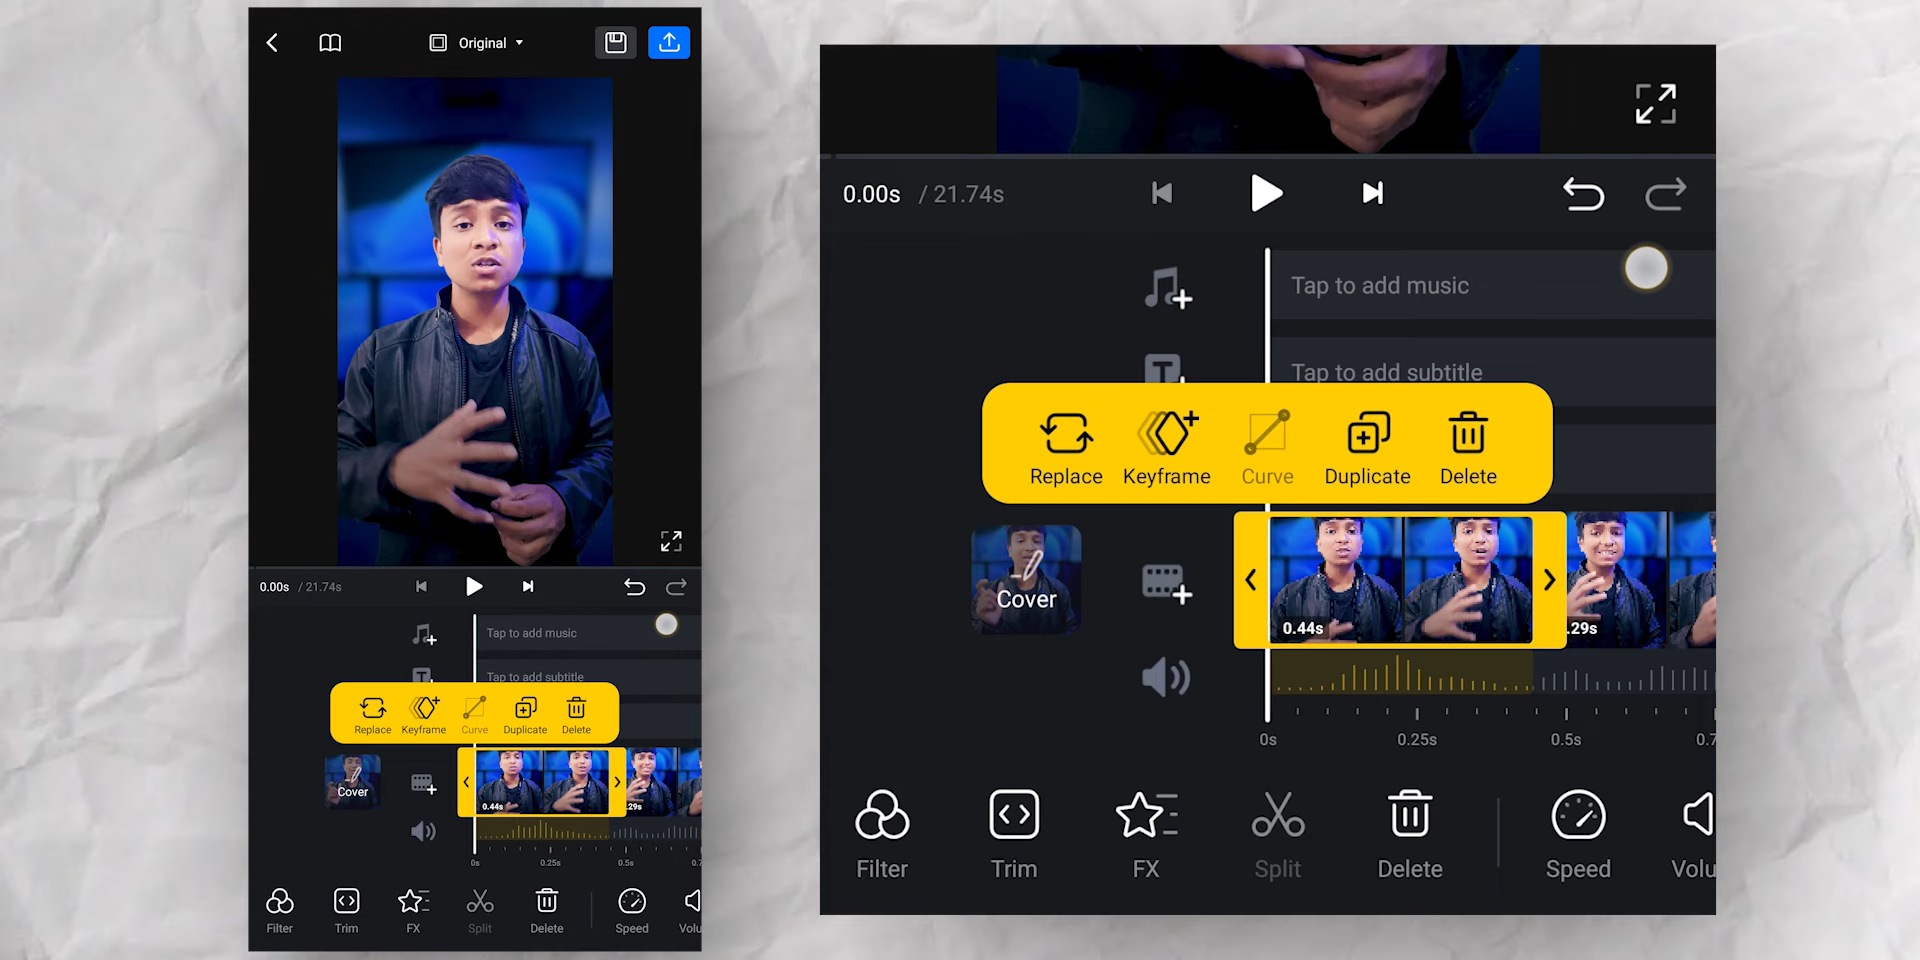 Original
0.00s / 21.74s
Tap to add music
Tap to add subtitle
Replace Keyframe Curve Duplicate Delete
Cover
0.44s .29s
0s 0.25s 0.5s 0.7
Filter Trim FX Split Delete Speed Volu
0.00s / 21.74s
Tap to add music
Tap to add subtitle
Replace Keyframe Curve Duplicate Delete
Cover
0.44s .29s
0s 0.25s 0.5s 0.7
Filter Trim FX Split Delete Speed Volu